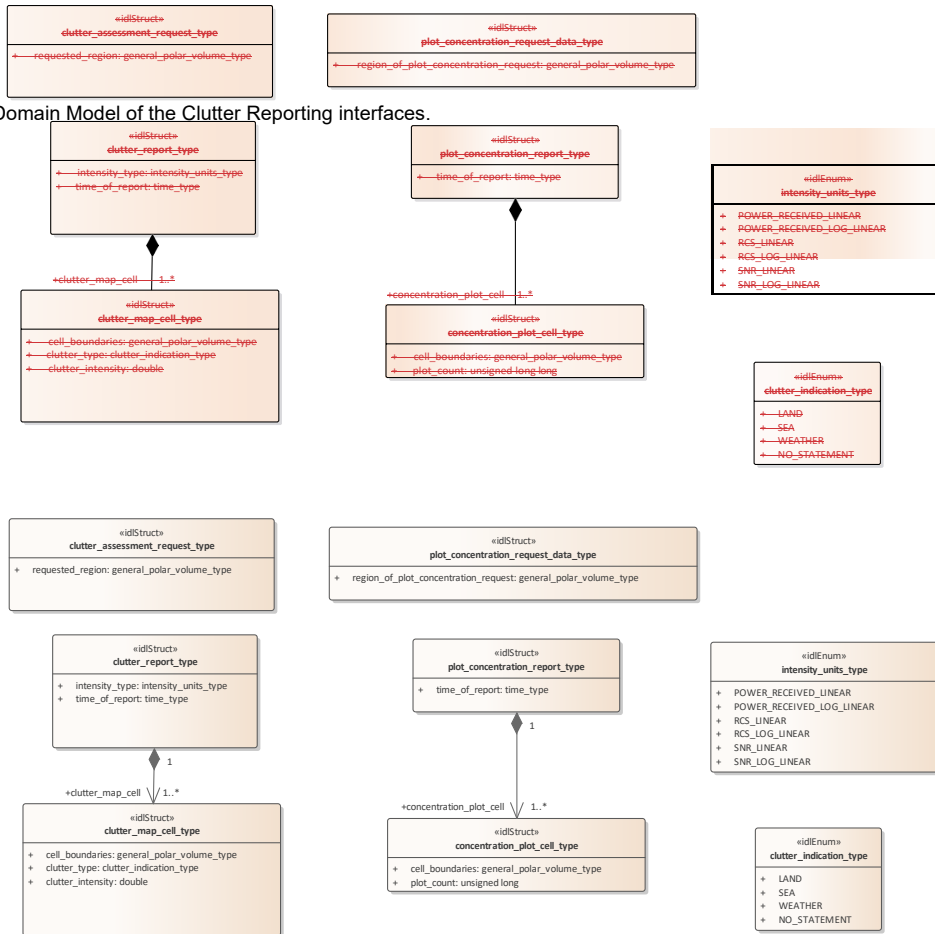 «idlStruct»
clutter_assessment_request_type
+ requested_region: general_polar_volume_type
«idlStruct»
plot_concentration_request_data_type
+ region_of_plot_concentration_request: general_polar_volume_type
Domain Model of the Clutter Reporting interfaces.
«idlStruct»
clutter_report_type
+ intensity_type: intensity_units_type
+ time_of_report: time_type
«idlStruct»
plot_concentration_report_type
+ time_of_report: time_type
«idlEnum»
intensity_units_type
+ POWER_RECEIVED_LINEAR
+ POWER_RECEIVED_LOG_LINEAR
+ RCS_LINEAR
+ RCS_LOG_LINEAR
+ SNR_LINEAR
+ SNR_LOG_LINEAR
+clutter_map_cell 1..*
«idlStruct»
clutter_map_cell_type
+ cell_boundaries: general_polar_volume_type
+ clutter_type: clutter_indication_type
+ clutter_intensity: double
+concentration_plot_cell 1..*
«idlStruct»
concentration_plot_cell_type
+ cell_boundaries: general_polar_volume_type
+ plot_count: unsigned long long
«idlEnum»
clutter_indication_type
+ LAND
+ SEA
+ WEATHER
+ NO_STATEMENT
«idlStruct»
clutter_assessment_request_type
+ requested_region: general_polar_volume_type
«idlStruct»
plot_concentration_request_data_type
+ region_of_plot_concentration_request: general_polar_volume_type
«idlStruct»
clutter_report_type
+ intensity_type: intensity_units_type
+ time_of_report: time_type
«idlStruct»
plot_concentration_report_type
+ time_of_report: time_type
«idlEnum»
intensity_units_type
+ POWER_RECEIVED_LINEAR
+ POWER_RECEIVED_LOG_LINEAR
+ RCS_LINEAR
+ RCS_LOG_LINEAR
+ SNR_LINEAR
+ SNR_LOG_LINEAR
1
+clutter_map_cell 1..*
«idlStruct»
clutter_map_cell_type
+ cell_boundaries: general_polar_volume_type
+ clutter_type: clutter_indication_type
+ clutter_intensity: double
1
+concentration_plot_cell 1..*
«idlStruct»
concentration_plot_cell_type
+ cell_boundaries: general_polar_volume_type
+ plot_count: unsigned long
«idlEnum»
clutter_indication_type
+ LAND
+ SEA
+ WEATHER
+ NO_STATEMENT